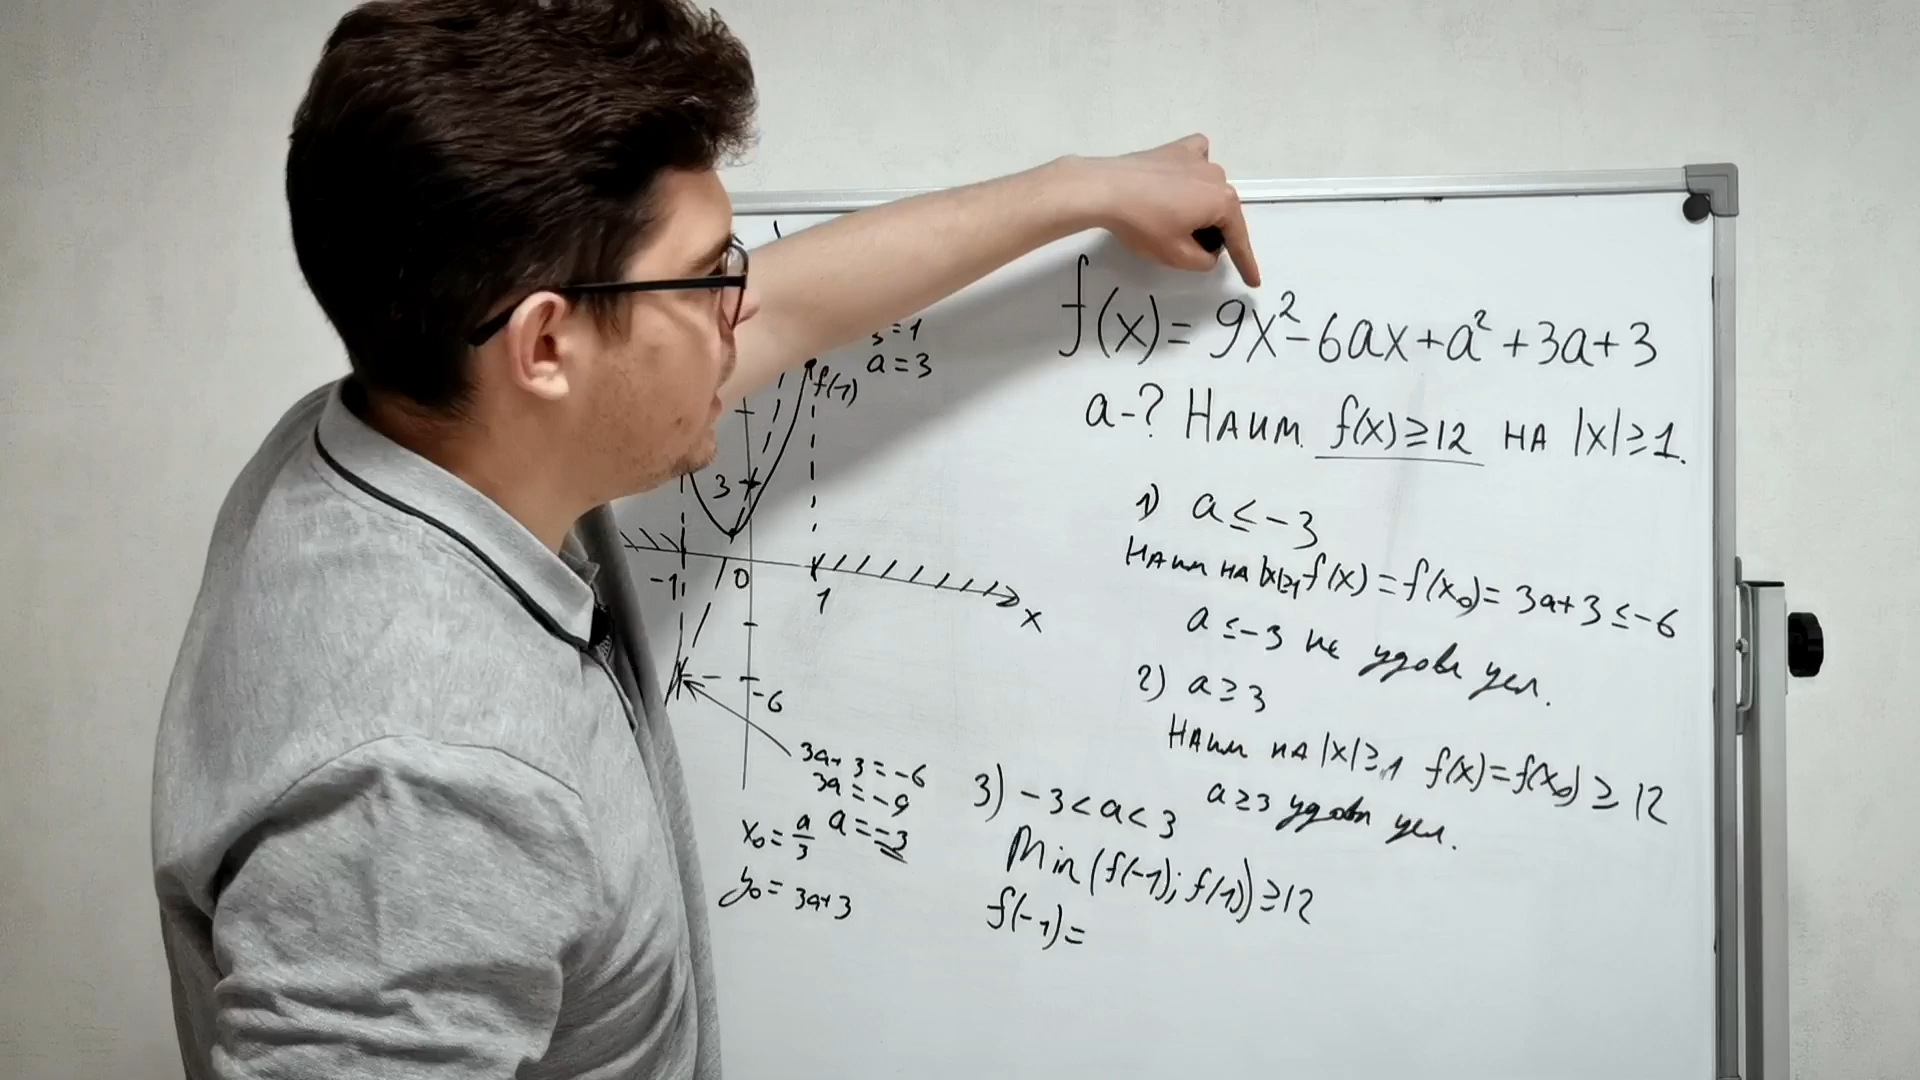 f(x) = 9x² - 6ax + a² + 3a + 3
a - ? Наим f(x) ≥ 12 на |x| ≥ 1.
1) a ≤ -3
Наим на |x|≥1 f(x) = f(x₀) = 3a + 3 ≤ -6
a ≤ -3 не удовл усл.
2) a ≥ 3
Наим на |x| ≥ 1 f(x) = f(x₀) ≥ 12
a ≥ 3 удовл усл.
3) -3 < a < 3
Min (f(-1); f(1)) ≥ 12
f(-1) =
= 1
a = 3
f(1)
3
-1
0
1
x
-6
3a + 3 = -6
3a = -9
a = -3
x₀ = a/3
y₀ = 3a + 3